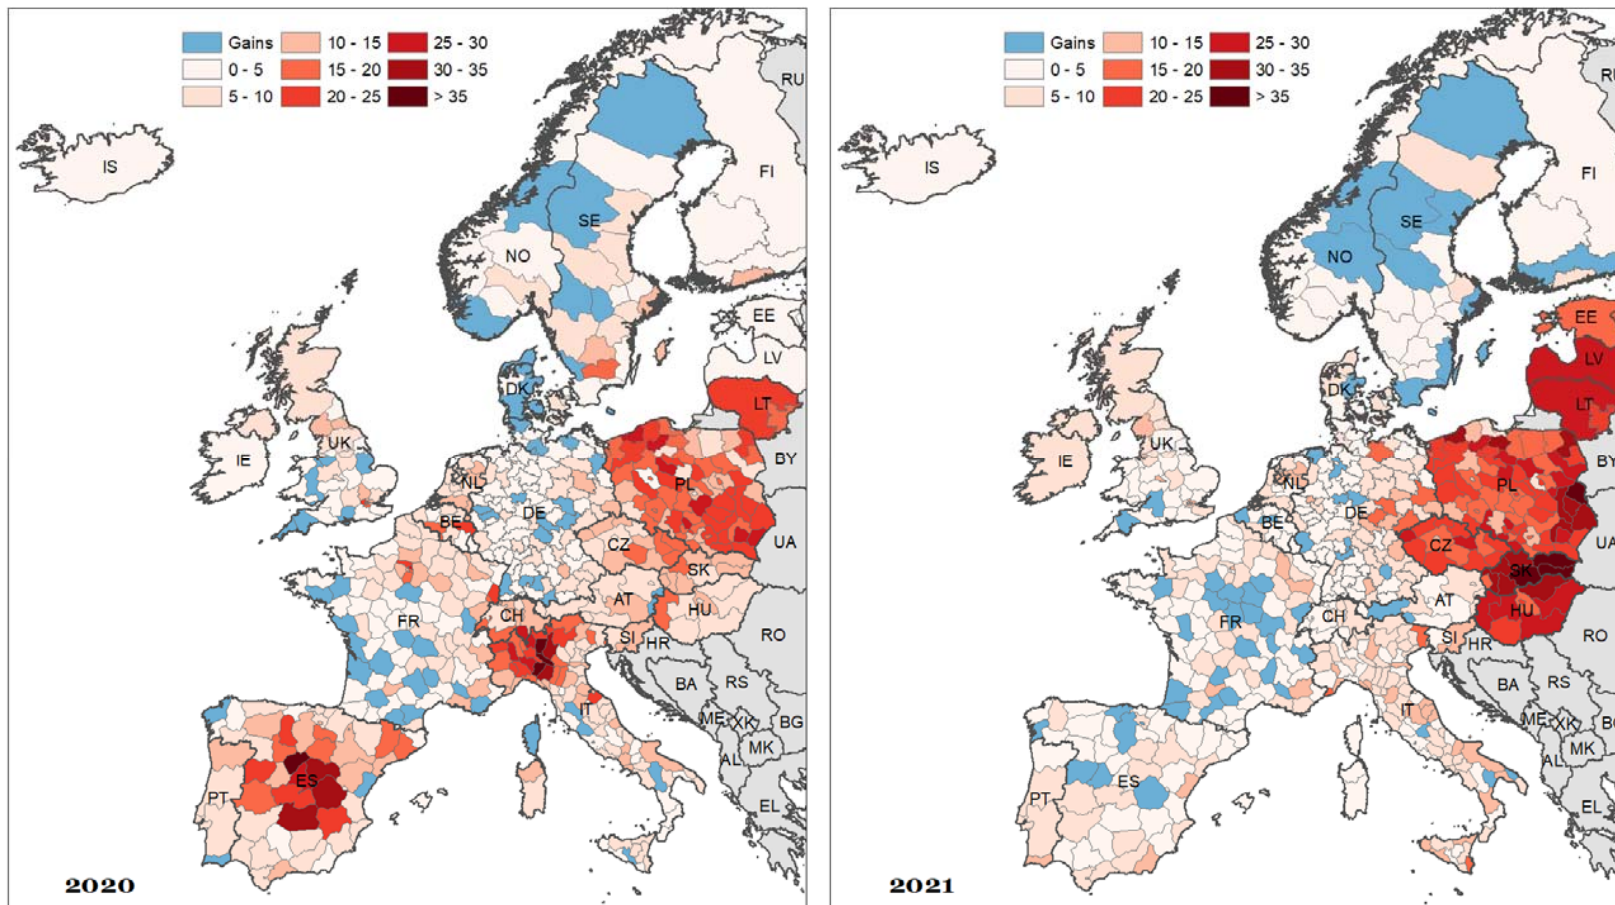 Gains 10 - 15 25 - 30
0 - 5 15 - 20 30 - 35
5 - 10 20 - 25 > 35
RU
IS
FI
SE
NO
EE
LV
DK
LT
UK
IE
BY
NL
PL
DE
BE
UA
CZ
SK
AT
HU
CH
FR
SI
HR
RO
BA
RS
IT
ME
XK
BG
MK
AL
ES
PT
EL
2020
Gains 10 - 15 25 - 30
0 - 5 15 - 20 30 - 35
5 - 10 20 - 25 > 35
RU
IS
FI
SE
NO
EE
LV
DK
LT
UK
IE
BY
NL
PL
DE
BE
UA
CZ
SK
AT
HU
CH
FR
SI
HR
RO
BA
RS
IT
ME
XK
BG
MK
AL
ES
PT
EL
2021